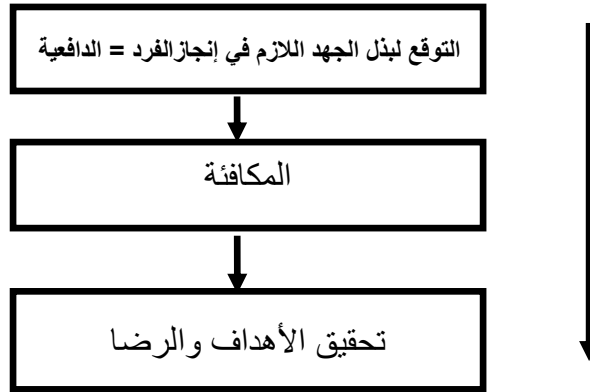 التوقع لبذل الجهد اللازم في إنجازالفرد = الدافعية
المكافئة
تحقيق الأهداف والرضا